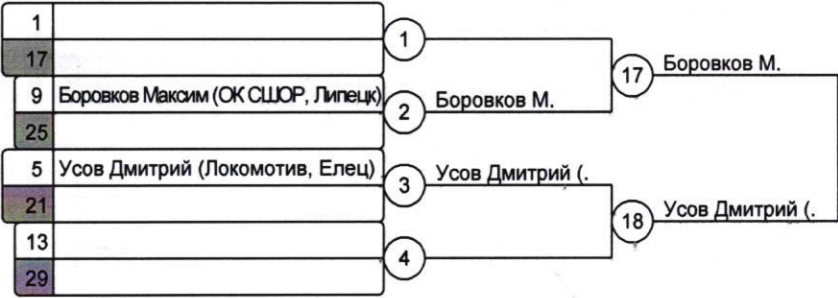 1
17
1
9 Боровков Максим (ОК СШОР, Липецк)
25
2
Боровков М.
17
Боровков М.
5 Усов Дмитрий (Локомотив, Елец)
21
3
Усов Дмитрий (.
13
29
4
18
Усов Дмитрий (.